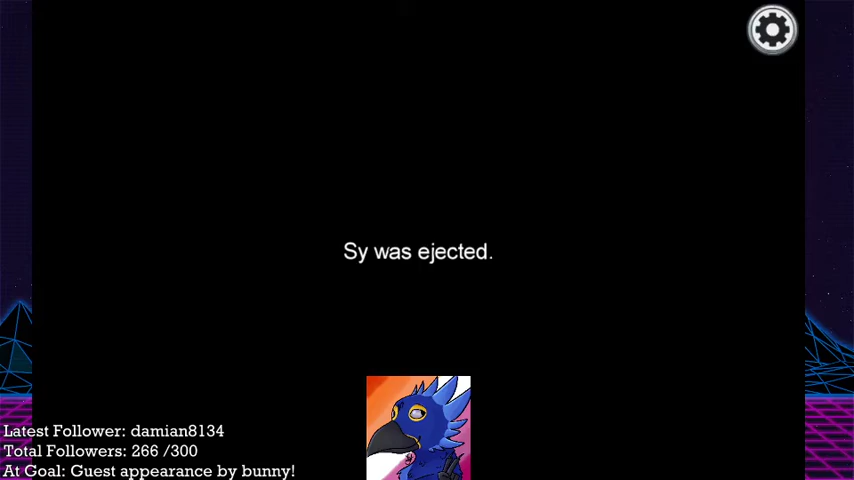 Sy was ejected.
Latest Follower: damian8134
Total Followers: 266 /300
At Goal: Guest appearance by bunny!